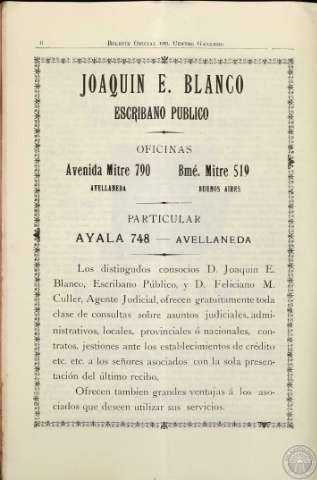 6
BOLETIN OFICIAL DEL CENTRO GALLEGO
JOAQUIN E. BLANCO
ESCRIBANO PUBLICO
OFICINAS
Avenida Mitre 790
AVELLANEDA
Bmé. Mitre 519
BUENOS AIRES
PARTICULAR
AYALA 748 — AVELLANEDA
Los distingudos consocios D. Joaquin E.
Blanco, Escribano Público, y D. Feliciano M.
Culler, Agente Judicial, ofrecen gratuitamente toda
clase de consultas sobre asuntos judiciales, admi-
nistrativos, locales, provinciales ó nacionales, con-
tratos, jestiones ante los establecimientos de crédito
etc. etc. a los señores asociados con la sola presen-
tación del último recibo.
Ofrecen tambien grandes ventajas á los aso-
ciados que deseen utilizar sus servicios.